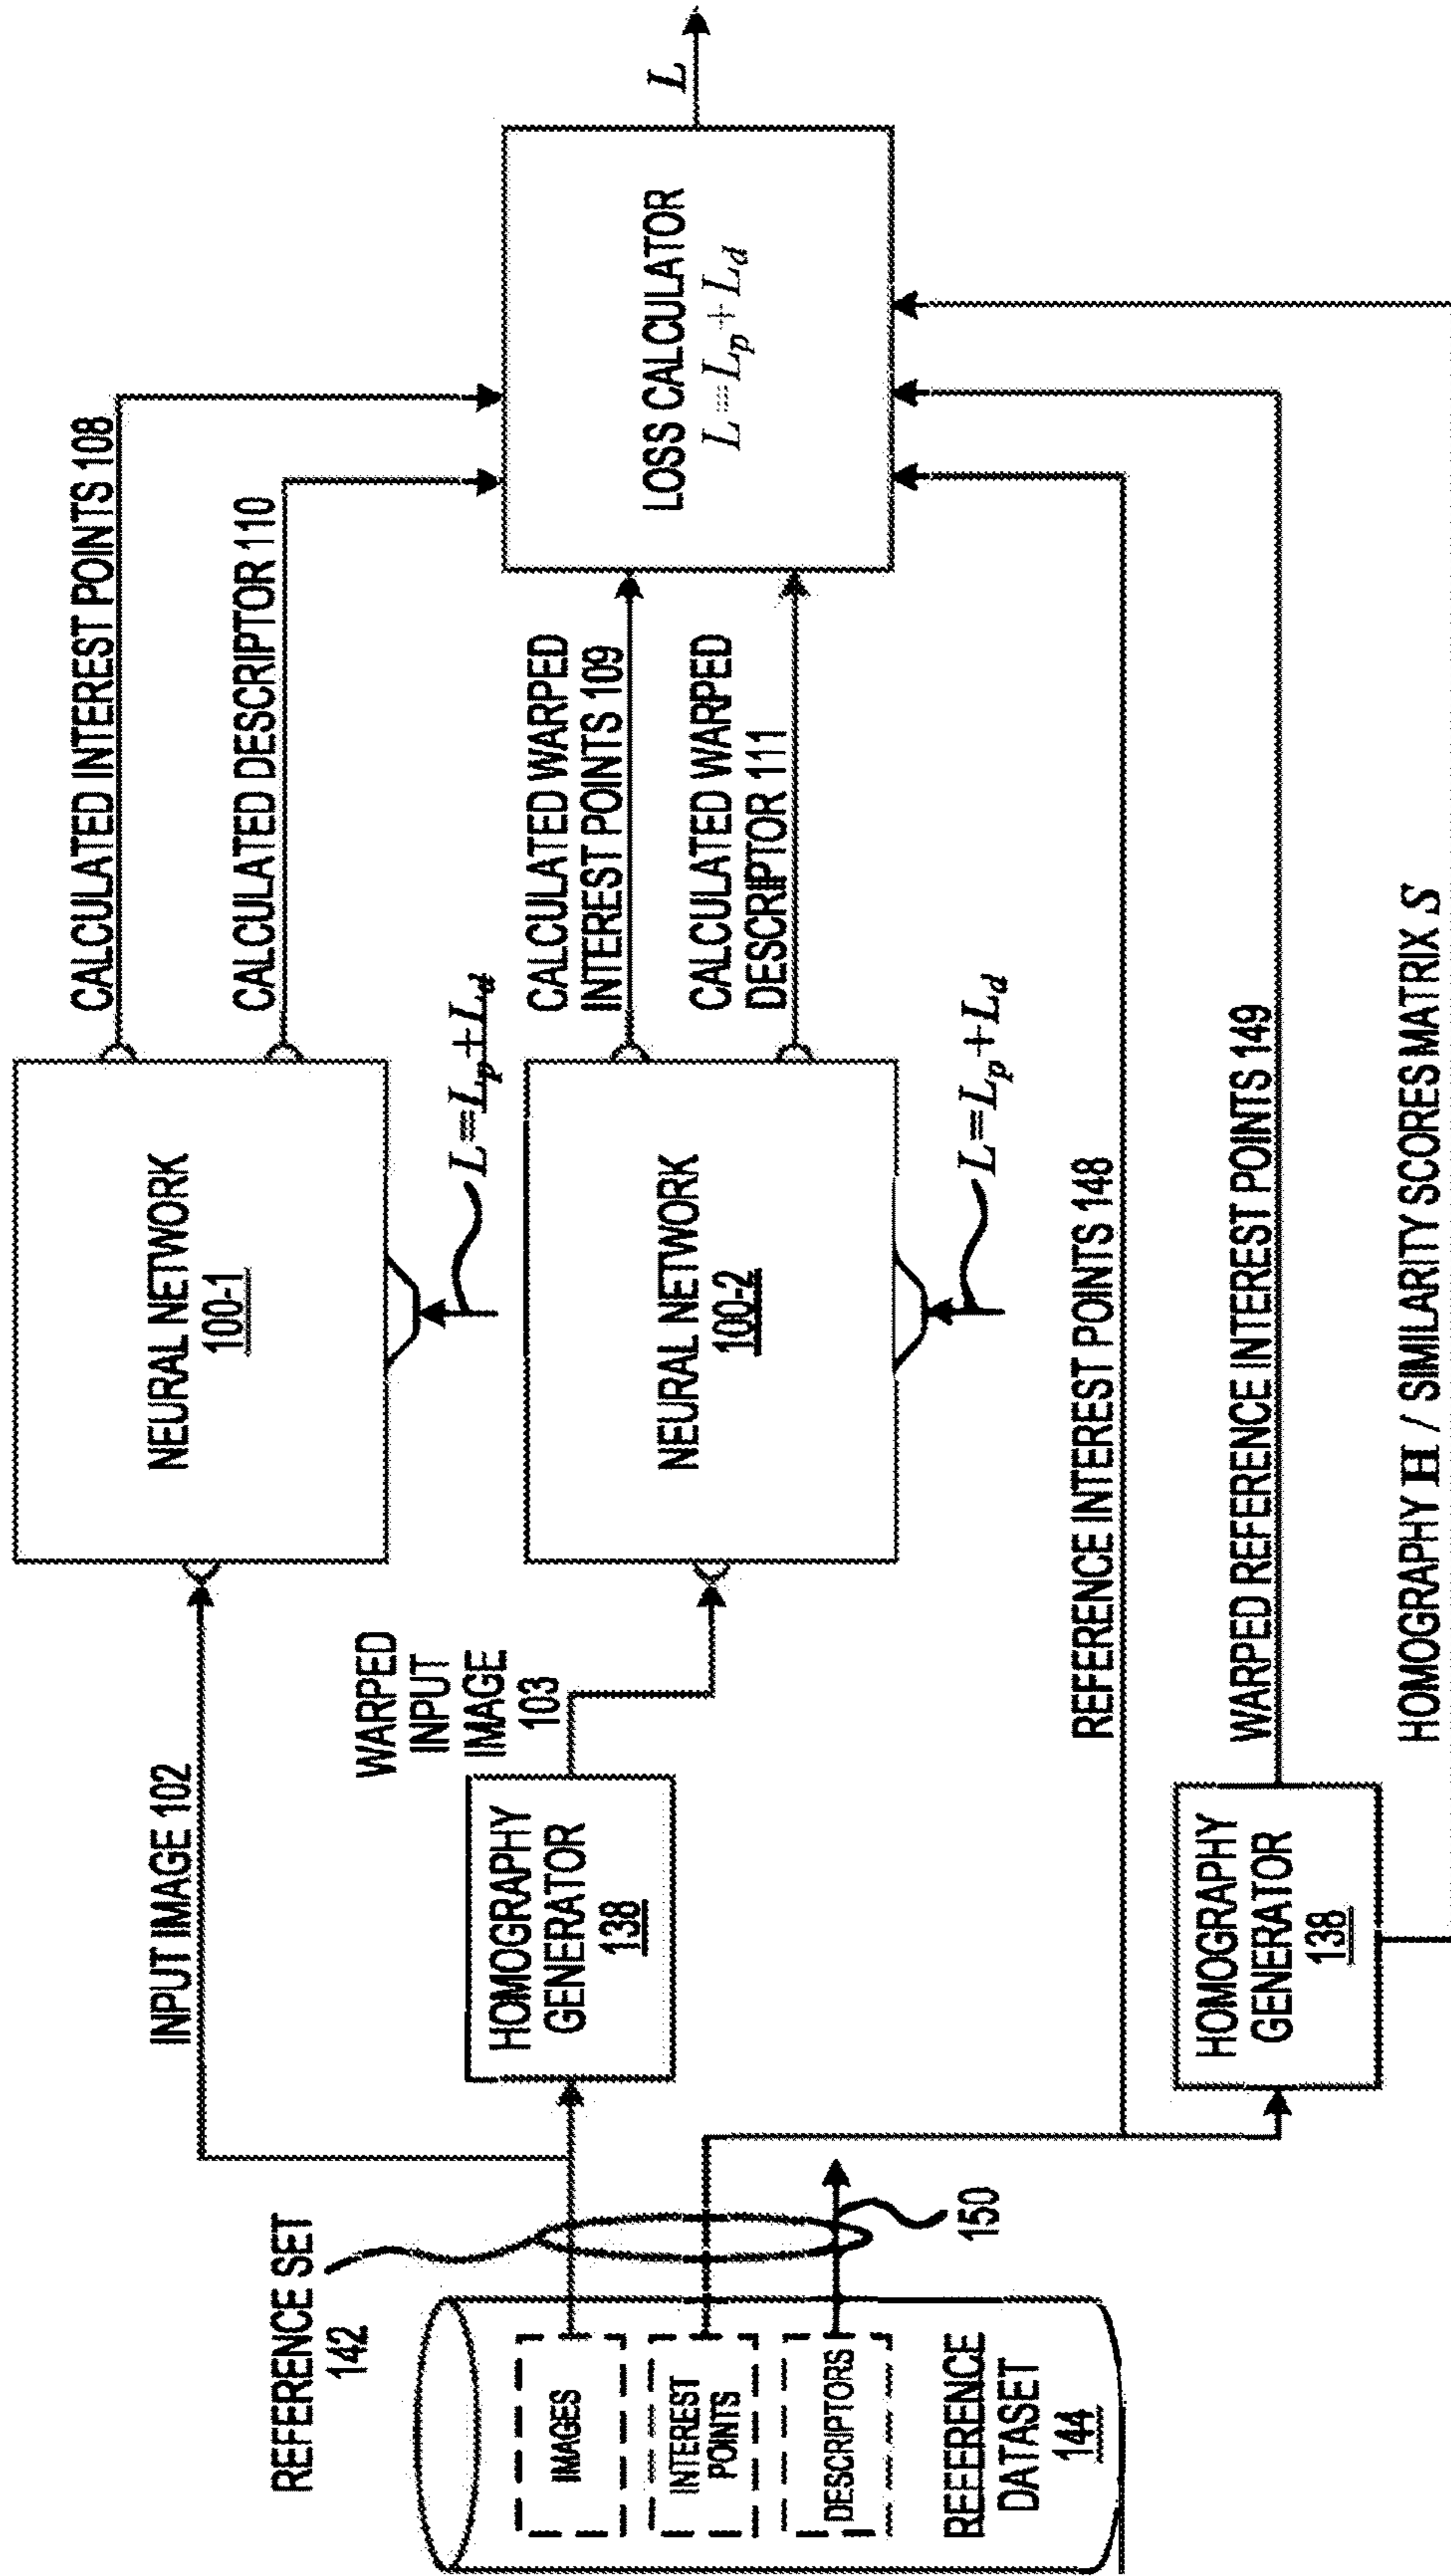 REFERENCE SET
142
IMAGES
INTEREST
POINTS
DESCRIPTORS
REFERENCE
DATASET
144
150
INPUT IMAGE 102
HOMOGRAPHY
GENERATOR
138
WARPED
INPUT
IMAGE
103
HOMOGRAPHY
GENERATOR
138
NEURAL NETWORK
100-1
L=Lp+Ld
NEURAL NETWORK
100-2
L=Lp+Ld
CALCULATED INTEREST POINTS 108
CALCULATED DESCRIPTOR 110
CALCULATED WARPED
INTEREST POINTS 109
CALCULATED WARPED
DESCRIPTOR 111
REFERENCE INTEREST POINTS 148
WARPED REFERENCE INTEREST POINTS 149
HOMOGRAPHY H / SIMILARITY SCORES MATRIX S
LOSS CALCULATOR
L=Lp+Ld
L